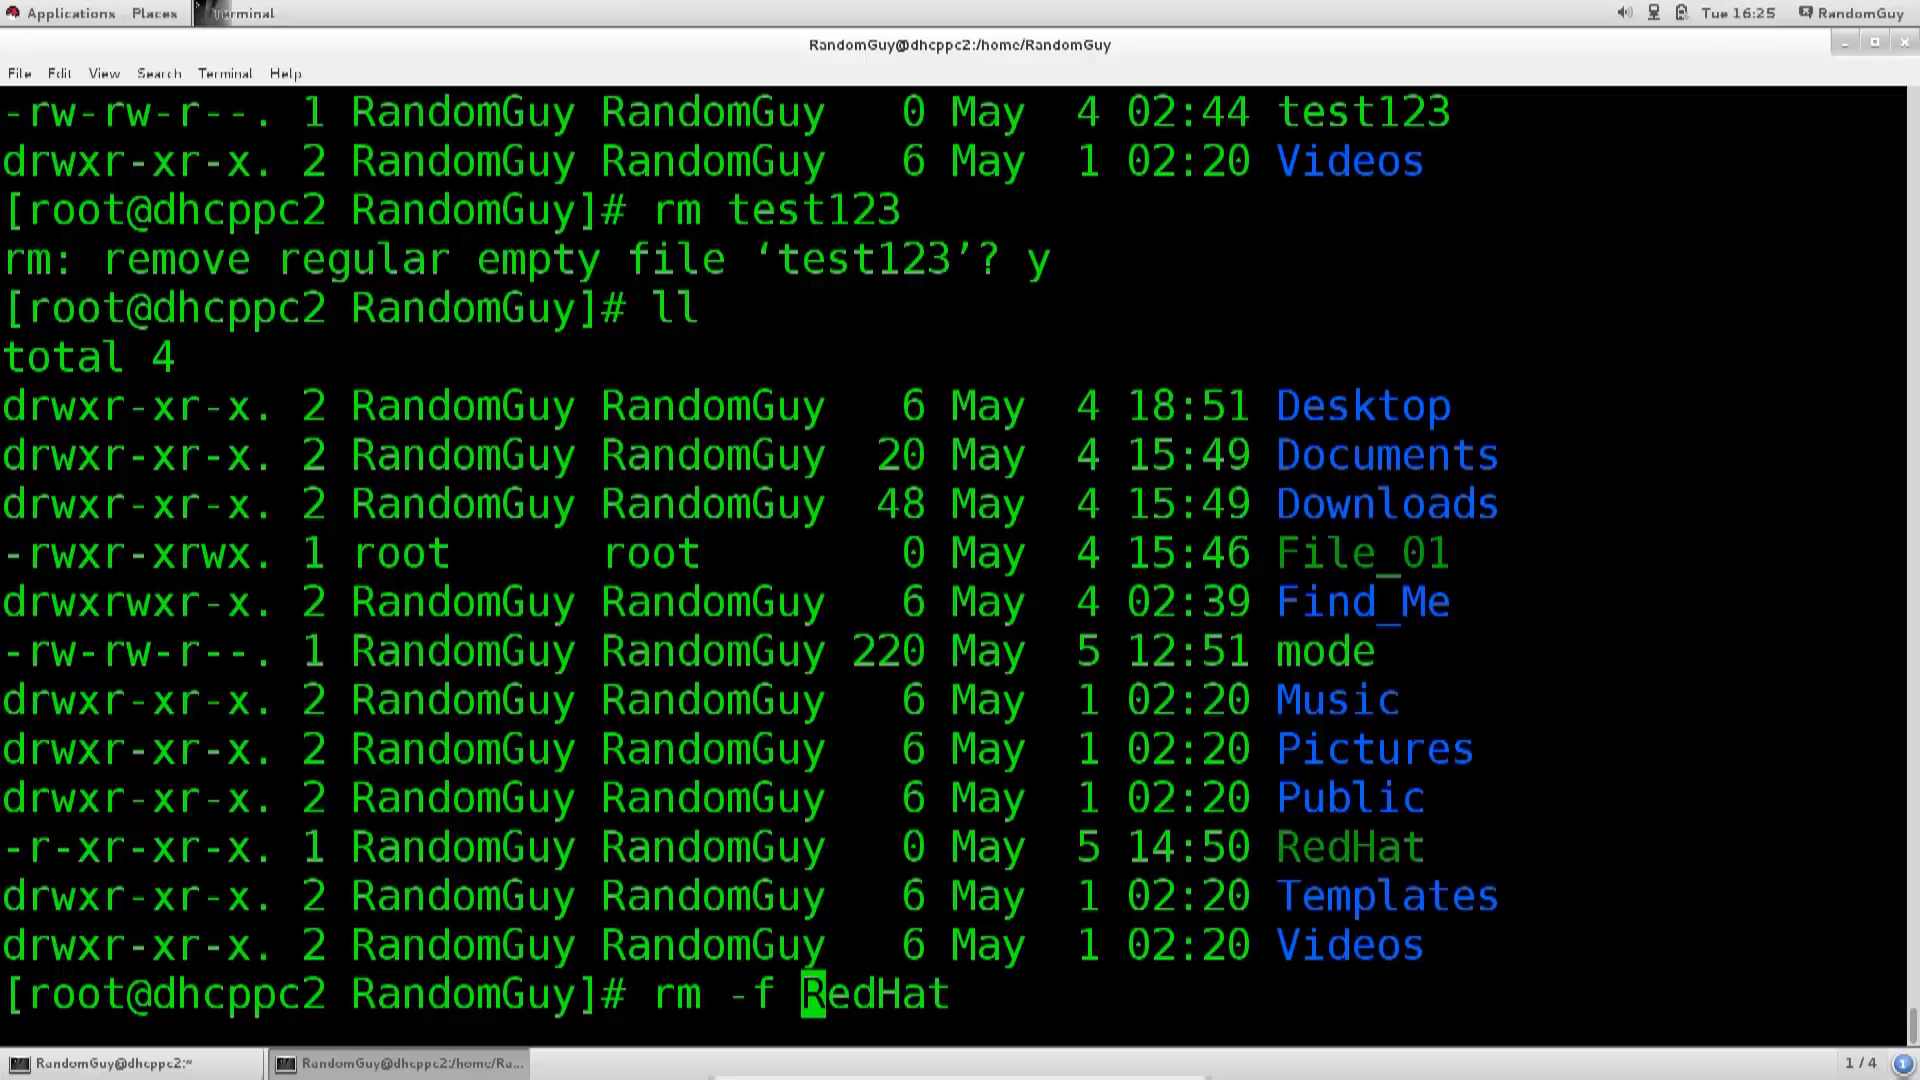 Applications Places Terminal Tue 16:25 RandomGuy
RandomGuy@dhcppc2:/home/RandomGuy
File Edit View Search Terminal Help
-rw-rw-r--. 1 RandomGuy RandomGuy 0 May 4 02:44 test123
drwxr-xr-x. 2 RandomGuy RandomGuy 6 May 1 02:20 Videos
[root@dhcppc2 RandomGuy]# rm test123
rm: remove regular empty file ‘test123’? y
[root@dhcppc2 RandomGuy]# ll
total 4
drwxr-xr-x. 2 RandomGuy RandomGuy 6 May 4 18:51 Desktop
drwxr-xr-x. 2 RandomGuy RandomGuy 20 May 4 15:49 Documents
drwxr-xr-x. 2 RandomGuy RandomGuy 48 May 4 15:49 Downloads
-rwxr-xrwx. 1 root root 0 May 4 15:46 File_01
drwxrwxr-x. 2 RandomGuy RandomGuy 6 May 4 02:39 Find_Me
-rw-rw-r--. 1 RandomGuy RandomGuy 220 May 5 12:51 mode
drwxr-xr-x. 2 RandomGuy RandomGuy 6 May 1 02:20 Music
drwxr-xr-x. 2 RandomGuy RandomGuy 6 May 1 02:20 Pictures
drwxr-xr-x. 2 RandomGuy RandomGuy 6 May 1 02:20 Public
-r-xr-xr-x. 1 RandomGuy RandomGuy 0 May 5 14:50 RedHat
drwxr-xr-x. 2 RandomGuy RandomGuy 6 May 1 02:20 Templates
drwxr-xr-x. 2 RandomGuy RandomGuy 6 May 1 02:20 Videos
[root@dhcppc2 RandomGuy]# rm -f RedHat
RandomGuy@dhcppc2:~ RandomGuy@dhcppc2:/home/Ra... 1 / 4 1